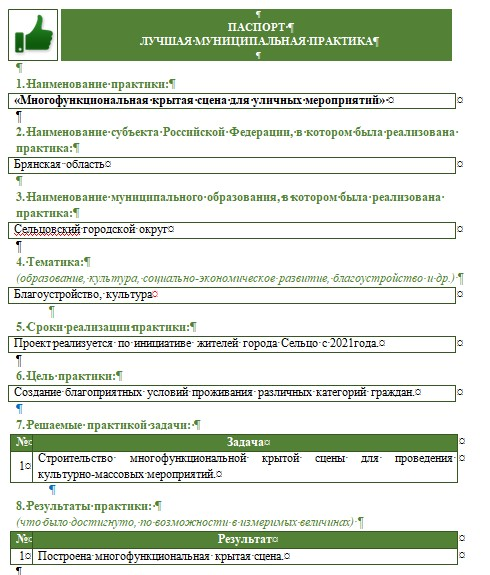 ПАСПОРТ
ЛУЧШАЯ МУНИЦИПАЛЬНАЯ ПРАКТИКА
1. Наименование практики:
«Многофункциональная крытая сцена для уличных мероприятий»
2. Наименование субъекта Российской Федерации, в котором была реализована
практика:
Брянская область
3. Наименование муниципального образования, в котором была реализована
практика:
Сельцовский городской округ
4. Тематика:
(образование, культура, социально-экономическое развитие, благоустройство и др.)
Благоустройство, культура
5. Сроки реализации практики:
Проект реализуется по инициативе жителей города Сельцо с 2021года.
6. Цель практики:
Создание благоприятных условий проживания различных категорий граждан.
7. Решаемые практикой задачи:
№ Задача
1 Строительство многофункциональной крытой сцены для проведения
культурно-массовых мероприятий.
8. Результаты практики:
(что было достигнуто, по возможности в измеримых величинах)
№ Результат
1 Построена многофункциональная крытая сцена.